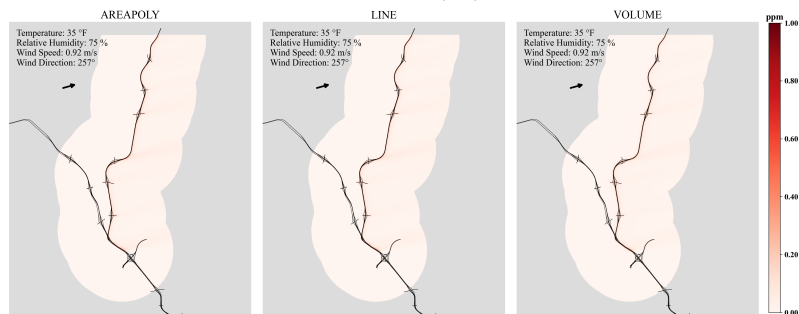 AREAPOLY
Temperature: 35 °F
Relative Humidity: 75 %
Wind Speed: 0.92 m/s
Wind Direction: 257°
LINE
Temperature: 35 °F
Relative Humidity: 75 %
Wind Speed: 0.92 m/s
Wind Direction: 257°
VOLUME
Temperature: 35 °F
Relative Humidity: 75 %
Wind Speed: 0.92 m/s
Wind Direction: 257°
ppm
1.00
0.80
0.60
0.40
0.20
0.00